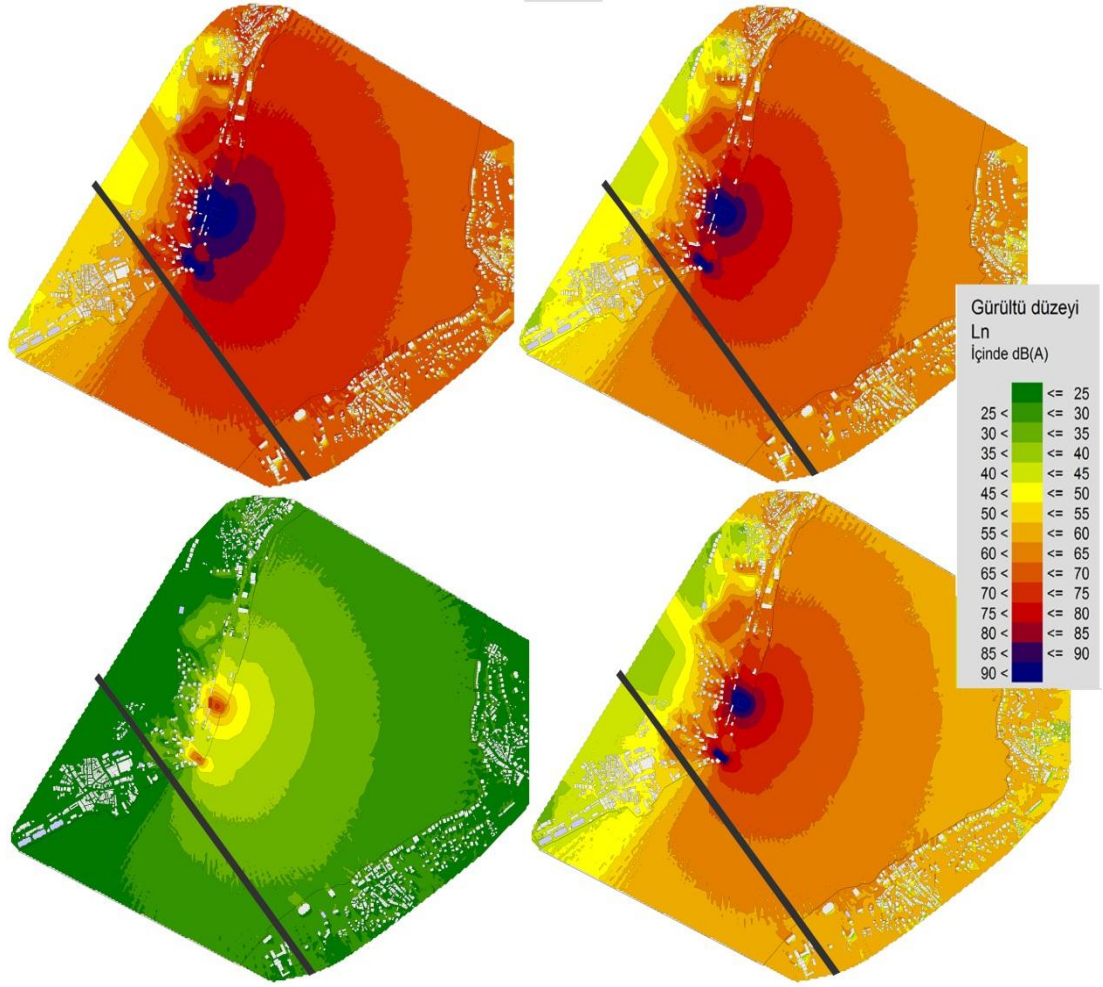 Gürültü düzeyi
Ln
İçinde dB(A)
<= 25
25 < <= 30
30 < <= 35
35 < <= 40
40 < <= 45
45 < <= 50
50 < <= 55
55 < <= 60
60 < <= 65
65 < <= 70
70 < <= 75
75 < <= 80
80 < <= 85
85 < <= 90
90 <